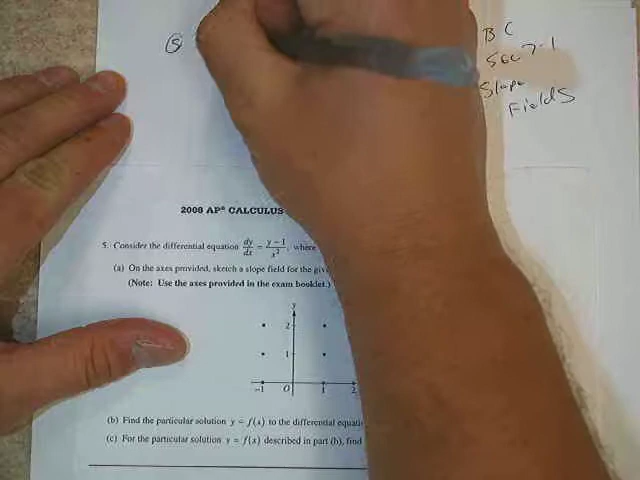 ⑤
BC
Sec 7-1
Slope
Fields
2008 AP® CALCULUS
5. Consider the differential equation dy/dx = (y − 1)/x², where
(a) On the axes provided, sketch a slope field for the
(Note: Use the axes provided in the exam booklet.)
y
2
1
−1 O 1 2
(b) Find the particular solution y = f(x) to the differential
(c) For the particular solution y = f(x) described in part (b), find